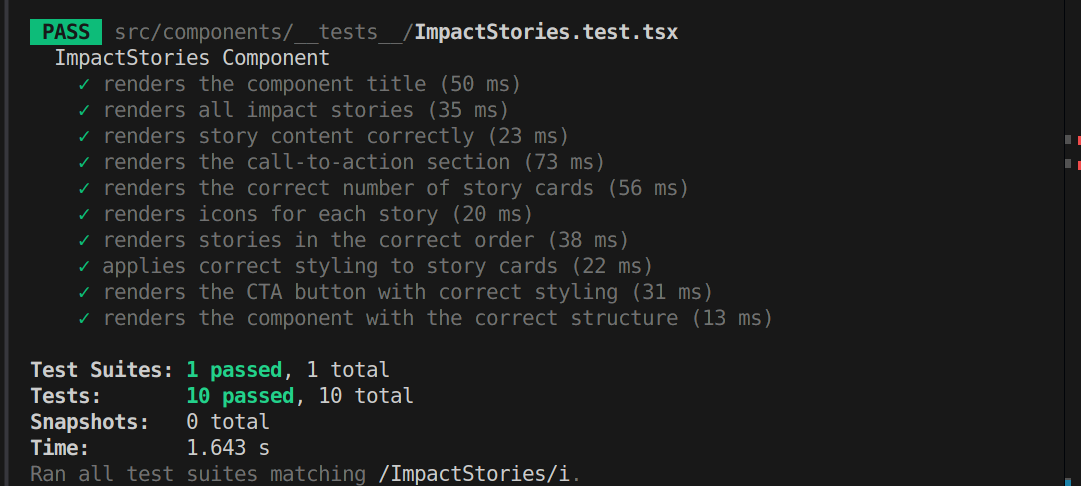 PASS src/components/__tests__/ImpactStories.test.tsx
ImpactStories Component
✓ renders the component title (50 ms)
✓ renders all impact stories (35 ms)
✓ renders story content correctly (23 ms)
✓ renders the call-to-action section (73 ms)
✓ renders the correct number of story cards (56 ms)
✓ renders icons for each story (20 ms)
✓ renders stories in the correct order (38 ms)
✓ applies correct styling to story cards (22 ms)
✓ renders the CTA button with correct styling (31 ms)
✓ renders the component with the correct structure (13 ms)
Test Suites: 1 passed, 1 total
Tests: 10 passed, 10 total
Snapshots: 0 total
Time: 1.643 s
Ran all test suites matching /ImpactStories/i.